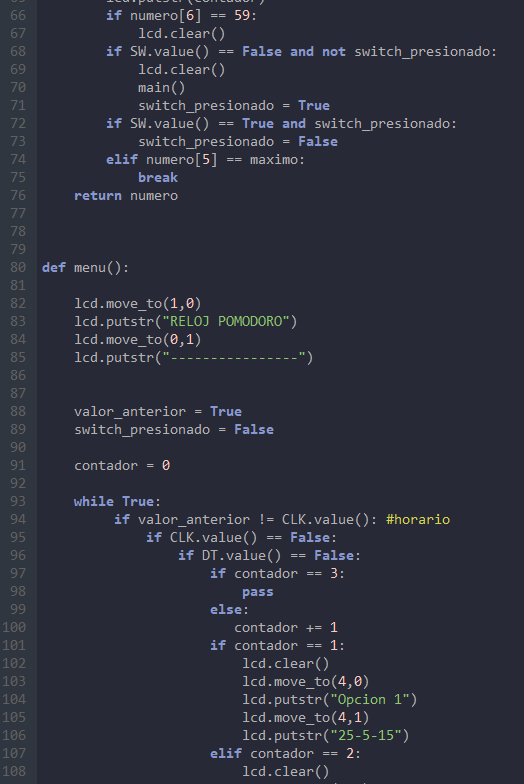 lcd.putstr(contador)
66 if numero[6] == 59:
67 lcd.clear()
68 if SW.value() == False and not switch_presionado:
69 lcd.clear()
70 main()
71 switch_presionado = True
72 if SW.value() == True and switch_presionado:
73 switch_presionado = False
74 elif numero[5] == maximo:
75 break
76 return numero
77
78
79
80 def menu():
81
82 lcd.move_to(1,0)
83 lcd.putstr("RELOJ POMODORO")
84 lcd.move_to(0,1)
85 lcd.putstr("----------------")
86
87
88 valor_anterior = True
89 switch_presionado = False
90
91 contador = 0
92
93 while True:
94 if valor_anterior != CLK.value(): #horario
95 if CLK.value() == False:
96 if DT.value() == False:
97 if contador == 3:
98 pass
99 else:
100 contador += 1
101 if contador == 1:
102 lcd.clear()
103 lcd.move_to(4,0)
104 lcd.putstr("Opcion 1")
105 lcd.move_to(4,1)
106 lcd.putstr("25-5-15")
107 elif contador == 2:
108 lcd.clear()